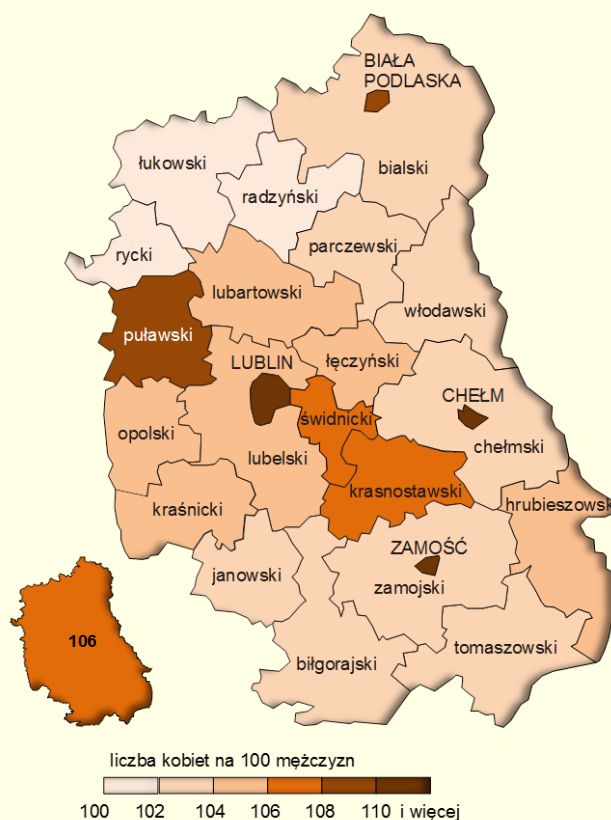 BIAŁA
PODLASKA
łukowski
bialski
radzyński
rycki
parczewski
lubartowski
włodawski
puławski
LUBLIN
łęczyński
CHEŁM
świdnicki
opolski
chełmski
lubelski
krasnostawski
kraśnicki
hrubieszowsk
ZAMOŚĆ
janowski
zamojski
106
tomaszowski
biłgorajski
liczba kobiet na 100 mężczyzn
100 102 104 106 108 110 i więcej